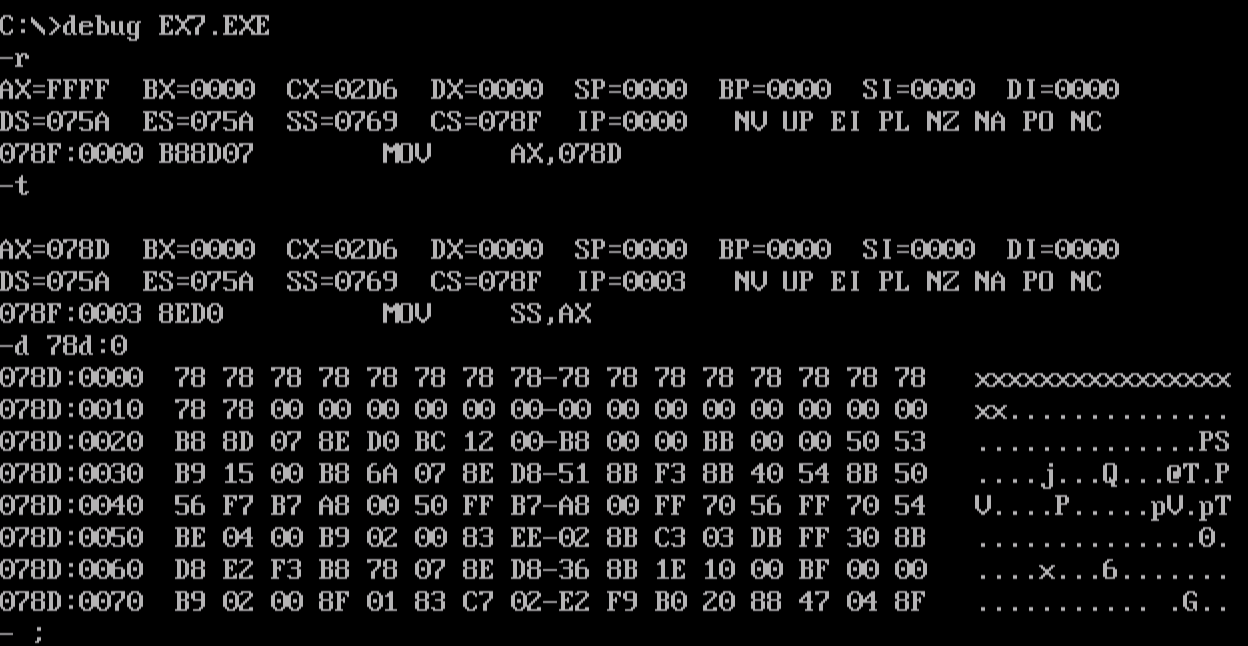 C:\>debug EX7.EXE
-r
AX=FFFF  BX=0000  CX=02D6  DX=0000  SP=0000  BP=0000  SI=0000  DI=0000
DS=075A  ES=075A  SS=0769  CS=078F  IP=0000   NV UP EI PL NZ NA PO NC
078F:0000 B88D07        MOV     AX,078D
-t

AX=078D  BX=0000  CX=02D6  DX=0000  SP=0000  BP=0000  SI=0000  DI=0000
DS=075A  ES=075A  SS=0769  CS=078F  IP=0003   NV UP EI PL NZ NA PO NC
078F:0003 8ED0          MOV     SS,AX
-d 78d:0
078D:0000  78 78 78 78 78 78 78 78-78 78 78 78 78 78 78 78   xxxxxxxxxxxxxxxx
078D:0010  78 78 00 00 00 00 00 00-00 00 00 00 00 00 00 00   xx..............
078D:0020  B8 8D 07 8E D0 BC 12 00-B8 00 00 BB 00 00 50 53   ..............PS
078D:0030  B9 15 00 B8 6A 07 8E D8-51 8B F3 8B 40 54 8B 50   ....j...Q...@T.P
078D:0040  56 F7 B7 A8 00 50 FF B7-A8 00 FF 70 56 FF 70 54   V....P.....pV.pT
078D:0050  BE 04 00 B9 02 00 83 EE-02 8B C3 03 DB FF 30 8B   ..............0.
078D:0060  D8 E2 F3 B8 78 07 8E D8-36 8B 1E 10 00 BF 00 00   ....x...6.......
078D:0070  B9 02 00 8F 01 83 C7 02-E2 F9 B0 20 88 47 04 8F   ........... .G..
- ;